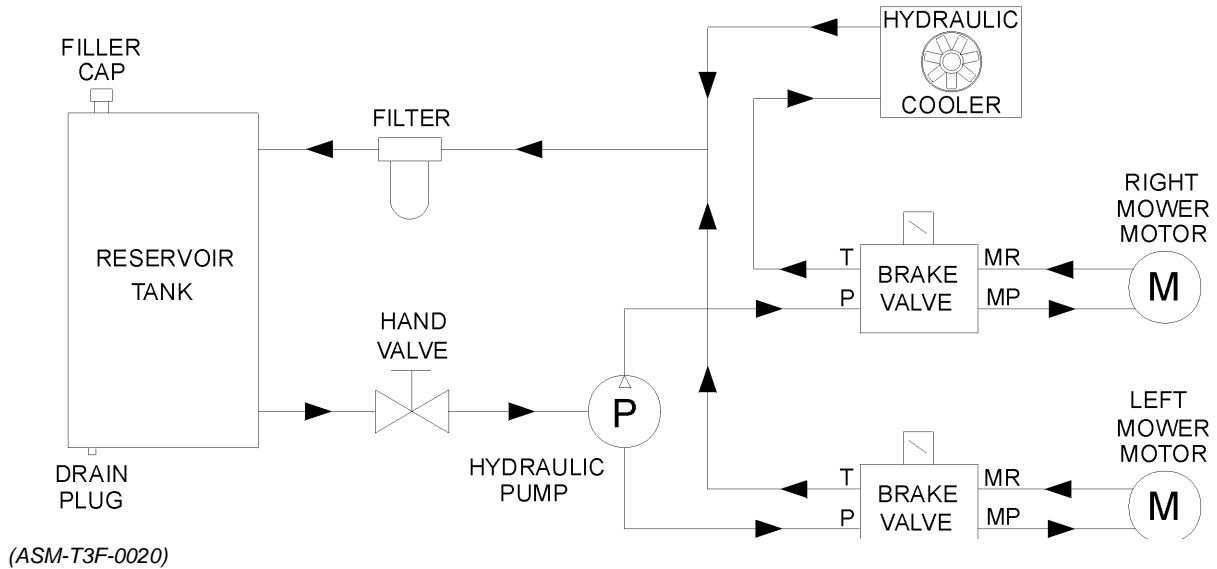 HYDRAULIC
COOLER
FILLER
CAP
FILTER
RIGHT
MOWER
MOTOR
RESERVOIR
TANK
T
P
BRAKE
VALVE
MR
MP
M
HAND
VALVE
P
HYDRAULIC
PUMP
LEFT
MOWER
MOTOR
T
P
BRAKE
VALVE
MR
MP
M
DRAIN
PLUG
(ASM-T3F-0020)